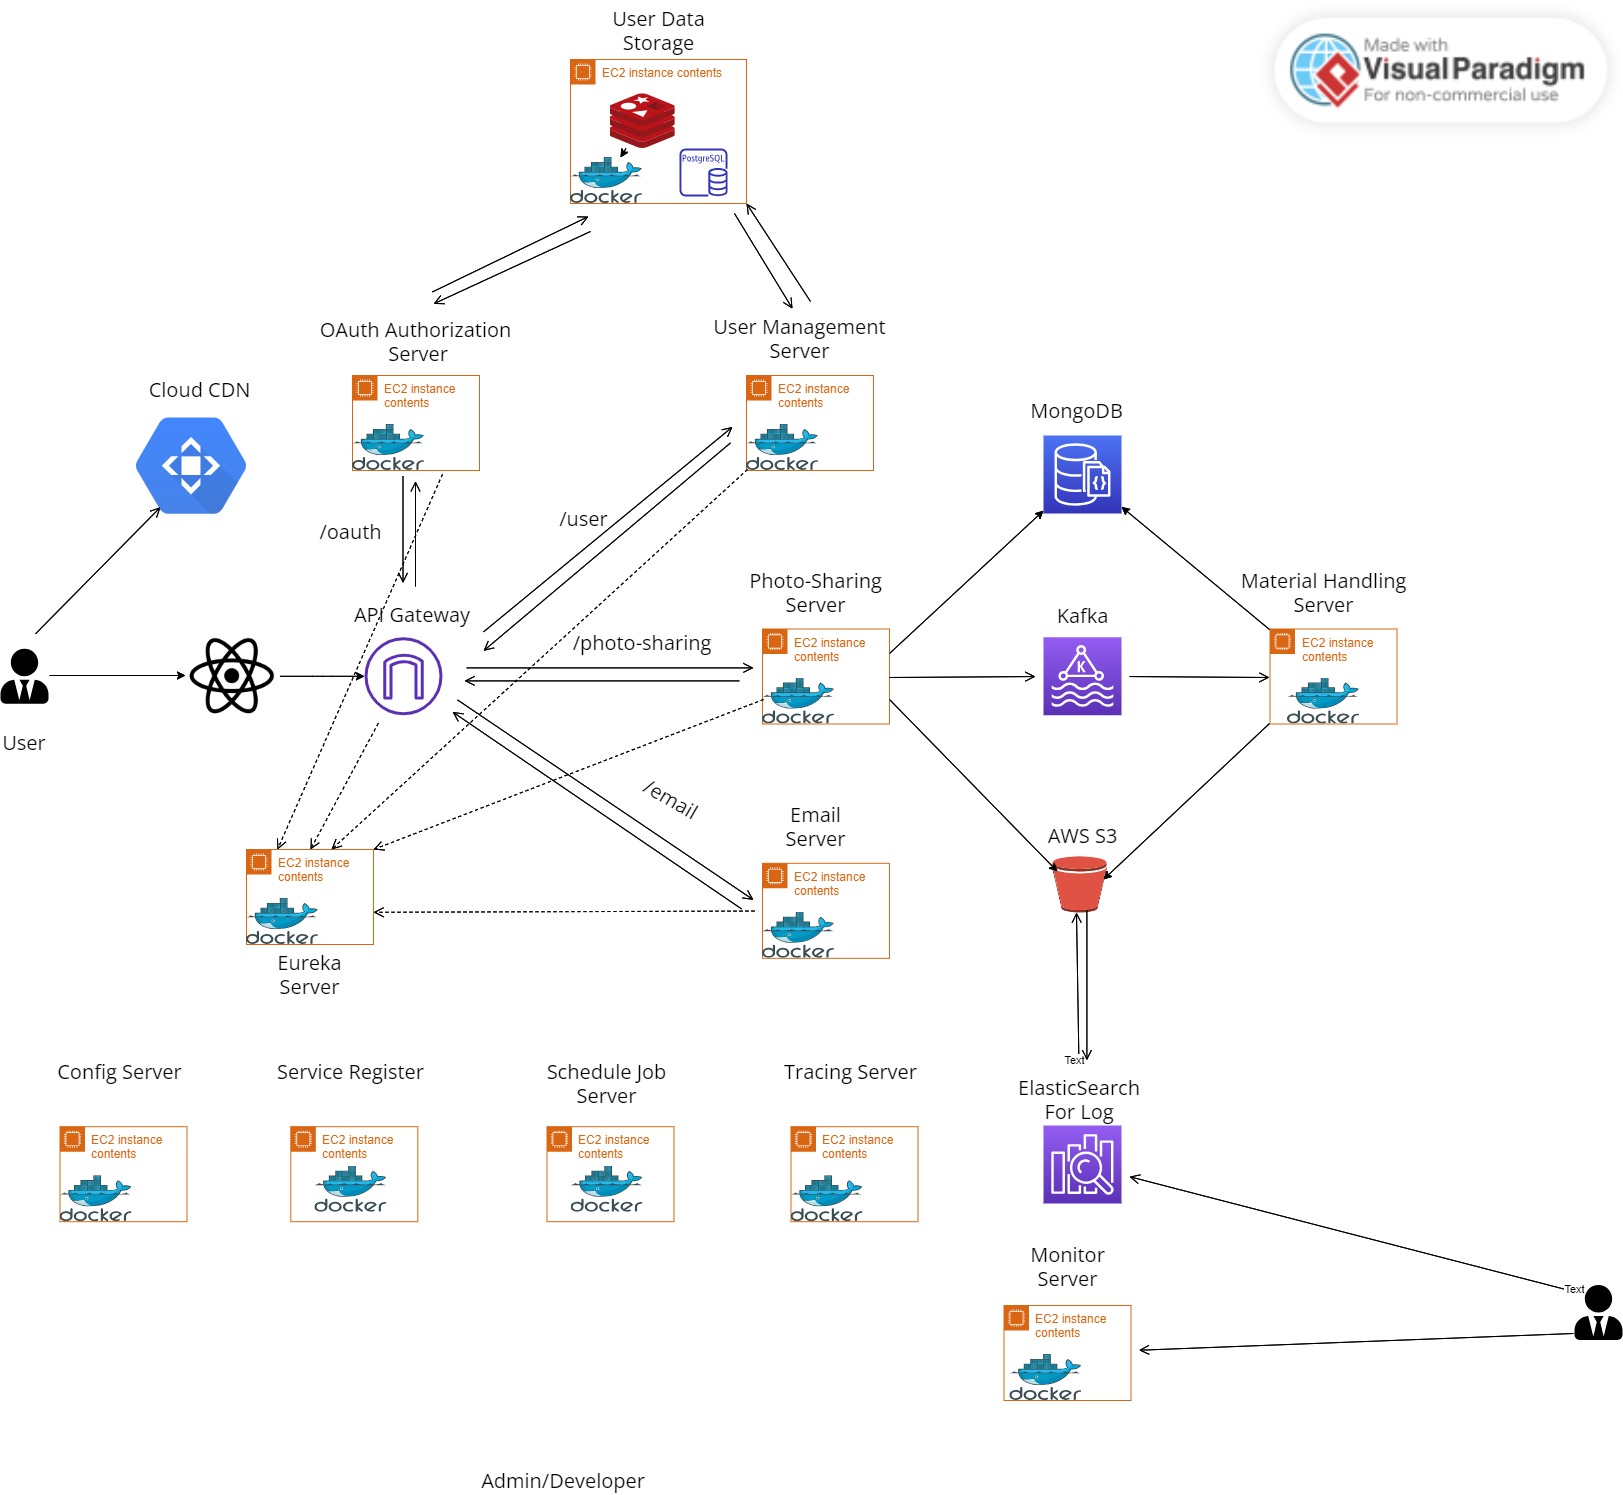 User Data
Storage
EC2 instance contents
PostgreSQL
docker
Made with
Visual Paradigm
For non-commercial use
OAuth Authorization
Server
EC2 instance
contents
docker
User Management
Server
EC2 instance
contents
docker
Cloud CDN
MongoDB
/oauth
/user
API Gateway
/photo-sharing
Photo-Sharing
Server
EC2 instance
contents
docker
Kafka
K
Material Handling
Server
EC2 instance
contents
docker
User
/email
Email
Server
EC2 instance
contents
docker
AWS S3
EC2 instance
contents
docker
Eureka
Server
Config Server
EC2 instance
contents
docker
Service Register
EC2 instance
contents
docker
Schedule Job
Server
EC2 instance
contents
docker
Tracing Server
EC2 instance
contents
docker
Text
ElasticSearch
For Log
Monitor
Server
EC2 instance
contents
docker
Text
Admin/Developer